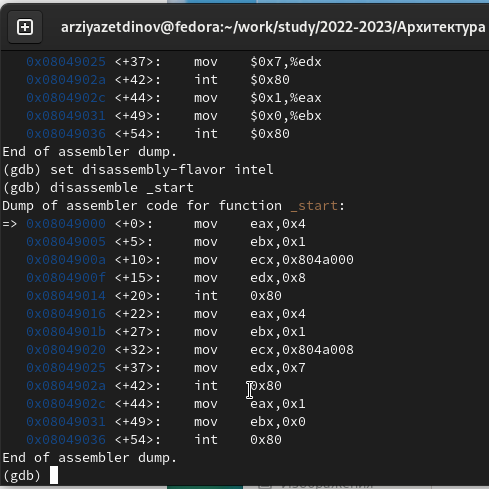 arziyazetdinov@fedora:~/work/study/2022-2023/Архитектура
0x08049025 <+37>: mov $0x7,%edx
0x0804902a <+42>: int $0x80
0x0804902c <+44>: mov $0x1,%eax
0x08049031 <+49>: mov $0x0,%ebx
0x08049036 <+54>: int $0x80
End of assembler dump.
(gdb) set disassembly-flavor intel
(gdb) disassemble _start
Dump of assembler code for function _start:
=> 0x08049000 <+0>: mov eax,0x4
0x08049005 <+5>: mov ebx,0x1
0x0804900a <+10>: mov ecx,0x804a000
0x0804900f <+15>: mov edx,0x8
0x08049014 <+20>: int 0x80
0x08049016 <+22>: mov eax,0x4
0x0804901b <+27>: mov ebx,0x1
0x08049020 <+32>: mov ecx,0x804a008
0x08049025 <+37>: mov edx,0x7
0x0804902a <+42>: int 0x80
0x0804902c <+44>: mov eax,0x1
0x08049031 <+49>: mov ebx,0x0
0x08049036 <+54>: int 0x80
End of assembler dump.
(gdb)
Изображения